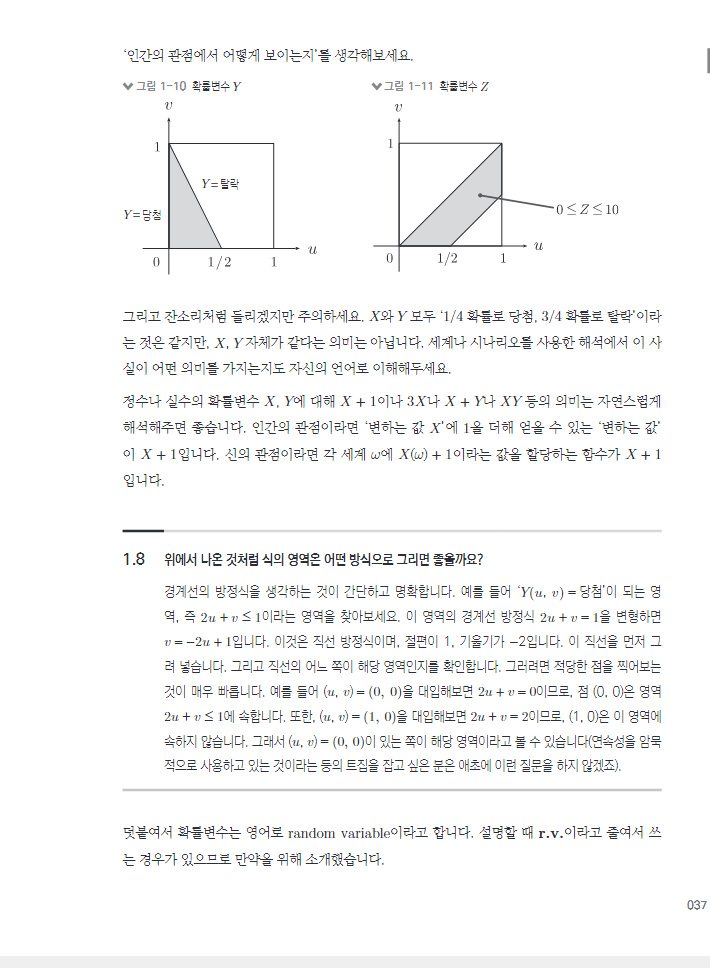 ‘인간의 관점에서 어떻게 보이는지’를 생각해보세요.
그림 1-10 확률변수 Y
그림 1-11 확률변수 Z
v
1
Y = 탈락
Y = 당첨
0
1/2
1
u
v
1
0 ≤ Z ≤ 10
0
1/2
1
u
그리고 잔소리처럼 들리겠지만 주의하세요. X와 Y 모두 ‘1/4 확률로 당첨, 3/4 확률로 탈락’이라
는 것은 같지만, X, Y 자체가 같다는 의미는 아닙니다. 세계나 시나리오를 사용한 해석에서 이 사
실이 어떤 의미를 가지는지도 자신의 언어로 이해해두세요.
정수나 실수의 확률변수 X, Y에 대해 X + 1이나 3X나 X + Y나 XY 등의 의미는 자연스럽게
해석해주면 좋습니다. 인간의 관점이라면 ‘변하는 값 X’에 1을 더해 얻을 수 있는 ‘변하는 값’
이 X + 1입니다. 신의 관점이라면 각 세계 ω에 X(ω) + 1이라는 값을 할당하는 함수가 X + 1
입니다.
1.8 위에서 나온 것처럼 식의 영역은 어떤 방식으로 그리면 좋을까요?
경계선의 방정식을 생각하는 것이 간단하고 명확합니다. 예를 들어 ‘Y(u, v) = 당첨’이 되는 영
역, 즉 2u + v ≤ 1이라는 영역을 찾아보세요. 이 영역의 경계선 방정식 2u + v = 1을 변형하면
v = −2u + 1입니다. 이것은 직선 방정식이며, 절편이 1, 기울기가 −2입니다. 이 직선을 먼저 그
려 넣습니다. 그리고 직선의 어느 쪽이 해당 영역인지를 확인합니다. 그러려면 적당한 점을 찍어보는
것이 매우 빠릅니다. 예를 들어 (u, v) = (0, 0)을 대입해보면 2u + v = 0이므로, 점 (0, 0)은 영역
2u + v ≤ 1에 속합니다. 또한, (u, v) = (1, 0)을 대입해보면 2u + v = 2이므로, (1, 0)은 이 영역에
속하지 않습니다. 그래서 (u, v) = (0, 0)이 있는 쪽이 해당 영역이라고 볼 수 있습니다(연속성을 암묵
적으로 사용하고 있는 것이라는 등의 트집을 잡고 싶은 분은 애초에 이런 질문을 하지 않겠죠).
덧붙여서 확률변수는 영어로 random variable이라고 합니다. 설명할 때 r.v.이라고 줄여서 쓰
는 경우가 있으므로 만약을 위해 소개했습니다.
037